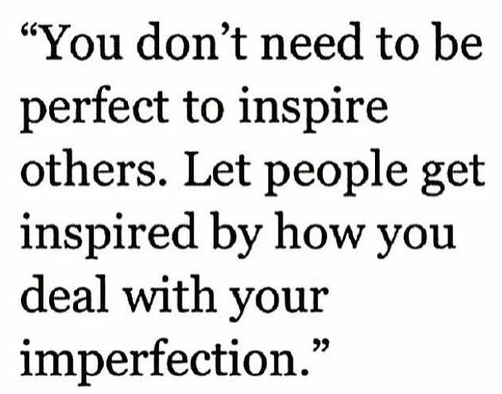 “You don’t need to be
perfect to inspire
others. Let people get
inspired by how you
deal with your
imperfection.”